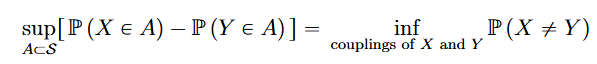 sup[ℙ(X ∈ A) − ℙ(Y ∈ A)] = inf ℙ(X ≠ Y)
A⊂𝒮 couplings of X and Y